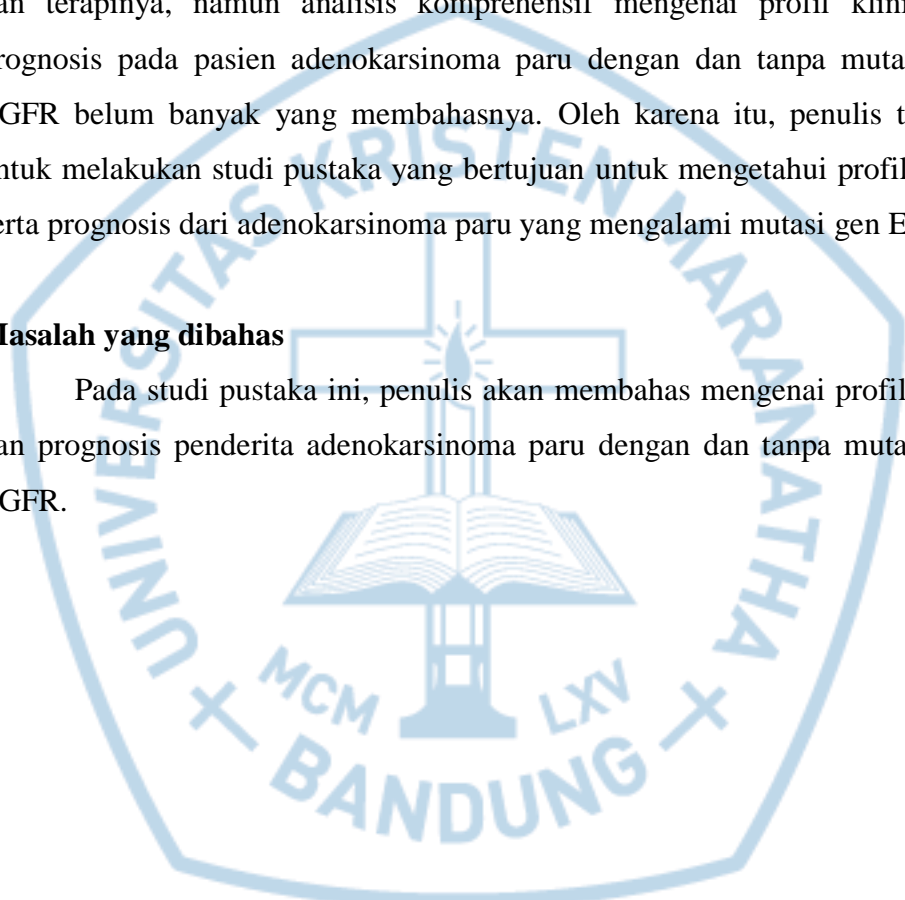 an terapinya, namun analisis komprehensif mengenai profil klini
rognosis pada pasien adenokarsinoma paru dengan dan tanpa muta
GFR belum banyak yang membahasnya. Oleh karena itu, penulis t
ntuk melakukan studi pustaka yang bertujuan untuk mengetahui profil
erta prognosis dari adenokarsinoma paru yang mengalami mutasi gen E
Masalah yang dibahas
Pada studi pustaka ini, penulis akan membahas mengenai profil
an prognosis penderita adenokarsinoma paru dengan dan tanpa muta
GFR.
UNIVERSITAS KRISTEN MARANATHA
MCM LXV
+ BANDUNG +